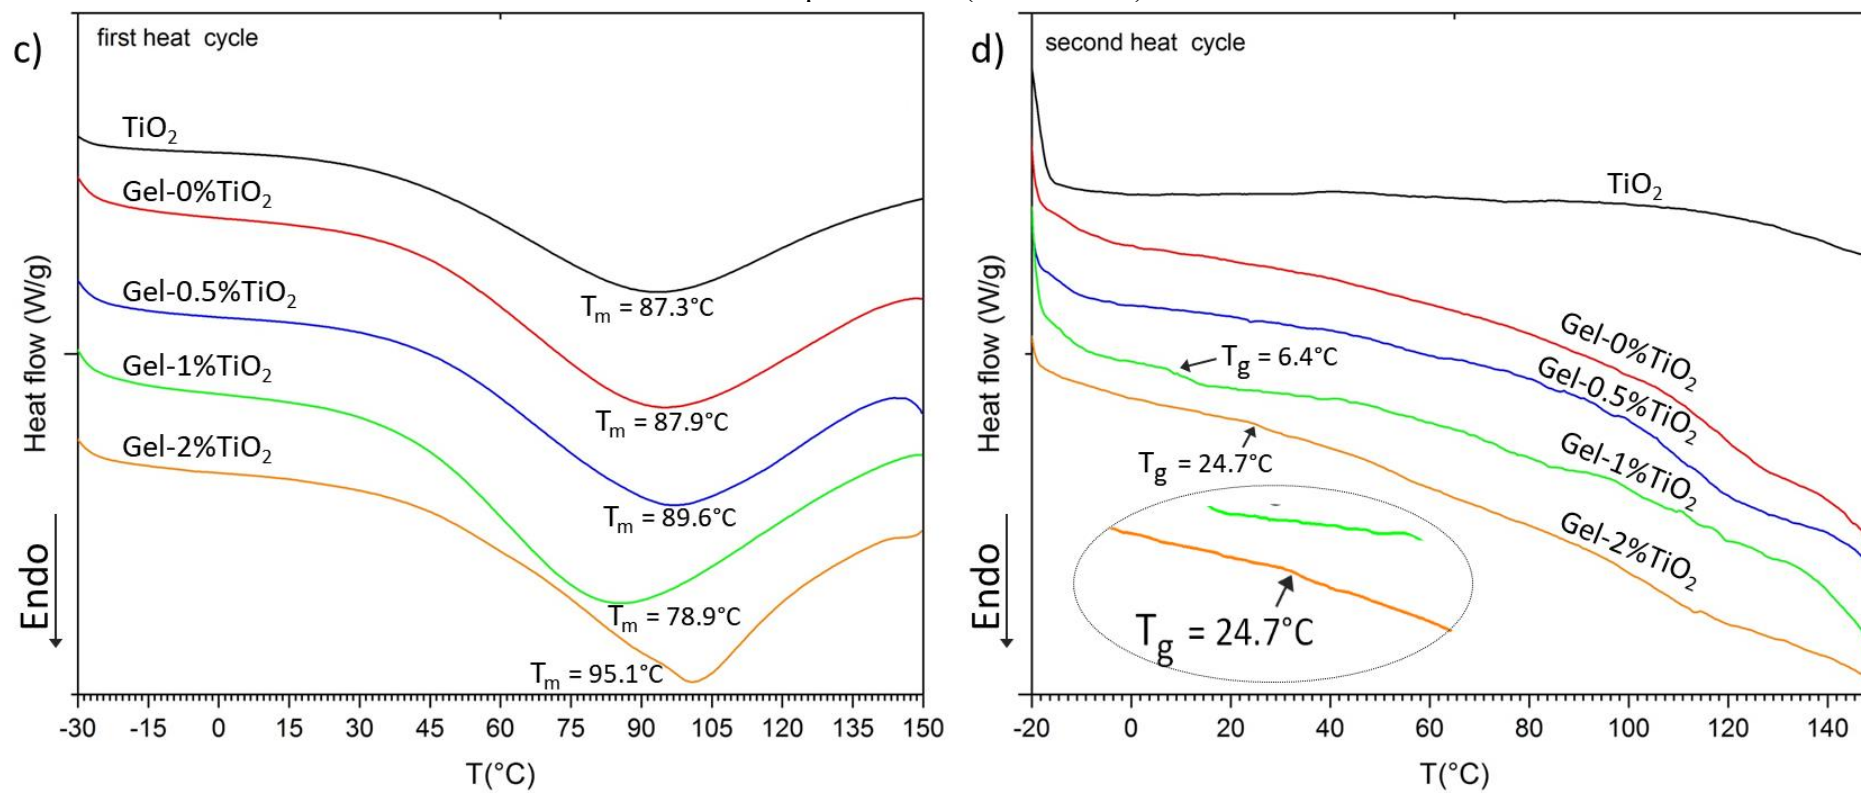 c)
first heat cycle
TiO2
Gel-0%TiO2
Gel-0.5%TiO2
Gel-1%TiO2
Gel-2%TiO2
Tm = 87.3°C
Tm = 87.9°C
Tm = 89.6°C
Tm = 78.9°C
Tm = 95.1°C
Heat flow (W/g)
Endo
-30 -15 0 15 30 45 60 75 90 105 120 135 150
T(°C)
d)
second heat cycle
TiO2
Gel-0%TiO2
Gel-0.5%TiO2
Gel-1%TiO2
Gel-2%TiO2
Tg = 6.4°C
Tg = 24.7°C
Tg = 24.7°C
Heat flow (W/g)
Endo
-20 0 20 40 60 80 100 120 140
T(°C)